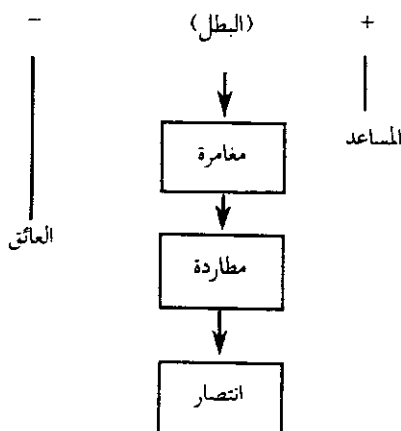 + (البطل) −
المساعد
مغامرة
العائق
مطاردة
انتصار